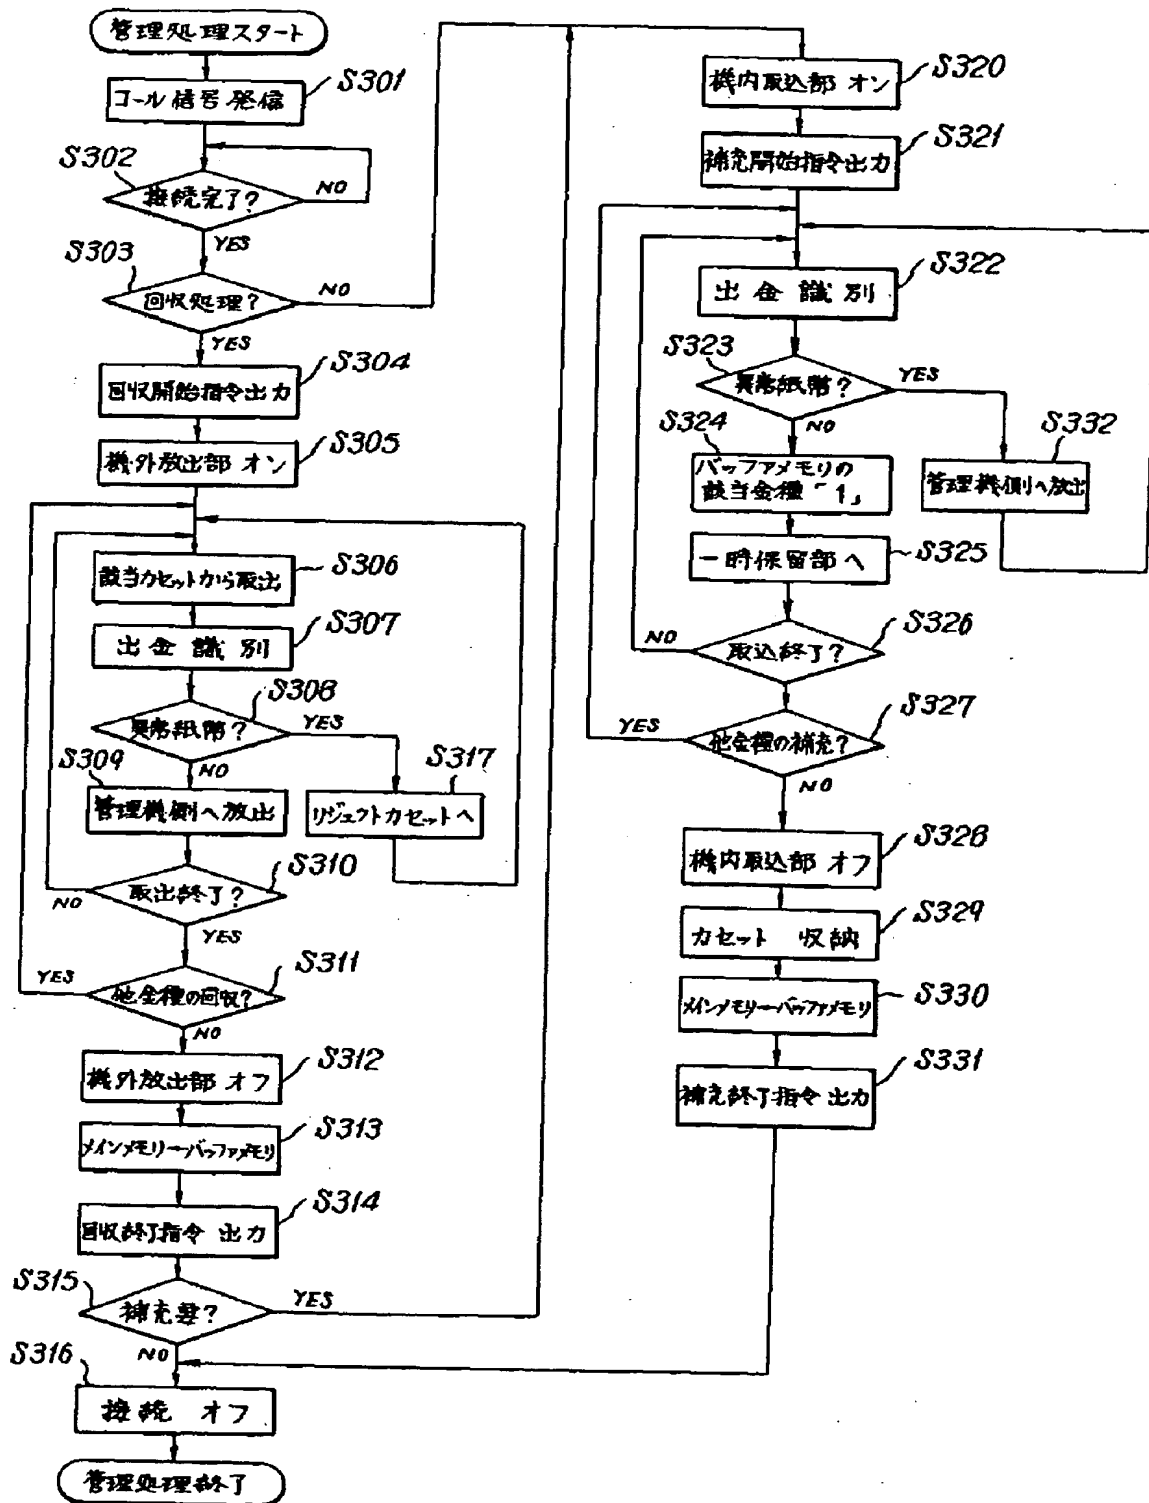 管理処理スタート
S301
コール信号発信
S302
接続完了?
NO
YES
S303
回収処理?
NO
YES
S304
回収開始指令出力
S305
機外放出部 オン
S306
該当カセットから取出
S307
出金識別
S308
異常紙幣?
YES
NO
S309
管理機側へ放出
S317
リジェクトカセットへ
S310
取出終了?
NO
YES
S311
他金種の回収?
YES
NO
S312
機外放出部 オフ
S313
メインメモリ←バッファメモリ
S314
回収終了指令 出力
S315
補充要?
YES
NO
S316
接続 オフ
管理処理終了
S320
機内取込部 オン
S321
補充開始指令出力
S322
出金識別
S323
異常紙幣?
YES
NO
S324
バッファメモリの
該当金種「1」
S332
管理機側へ放出
S325
一時保留部へ
S326
取込終了?
NO
S327
他金種の補充?
YES
NO
S328
機内取込部 オフ
S329
カセット 収納
S330
メインメモリ←バッファメモリ
S331
補充終了指令 出力